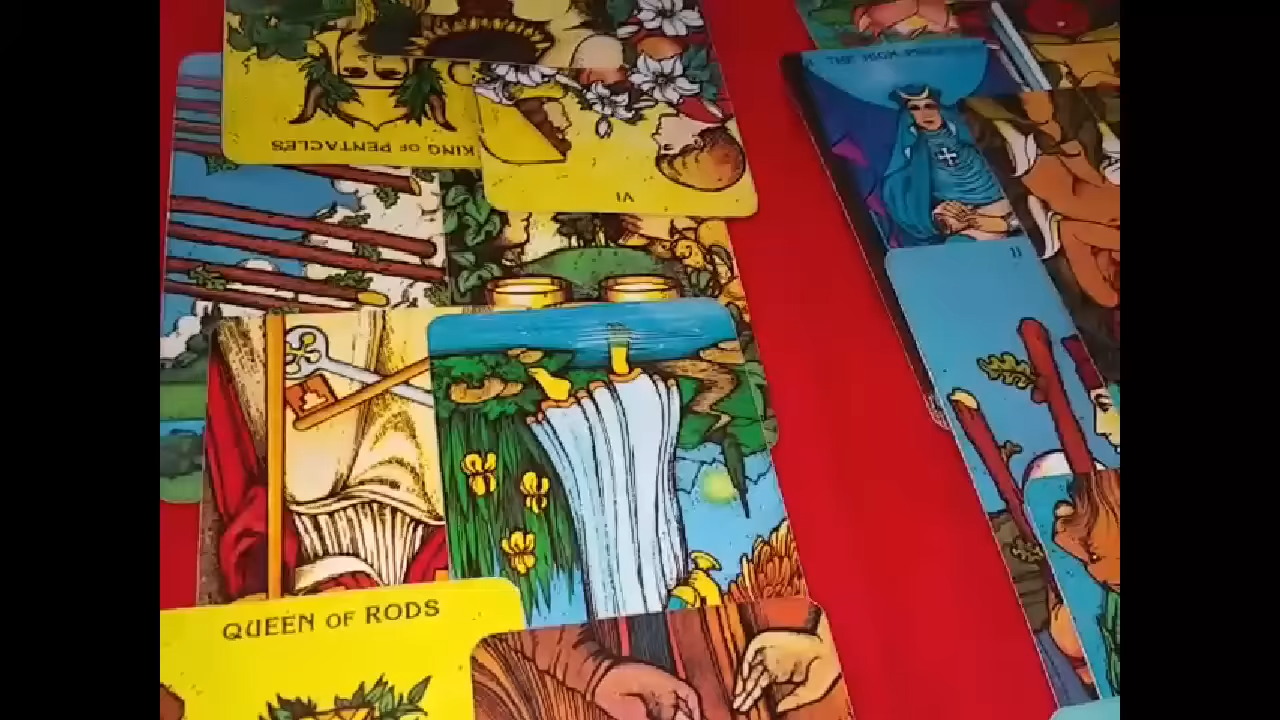 KING OF PENTACLES
VI
THE HIGH PRIESTESS
II
QUEEN OF RODS